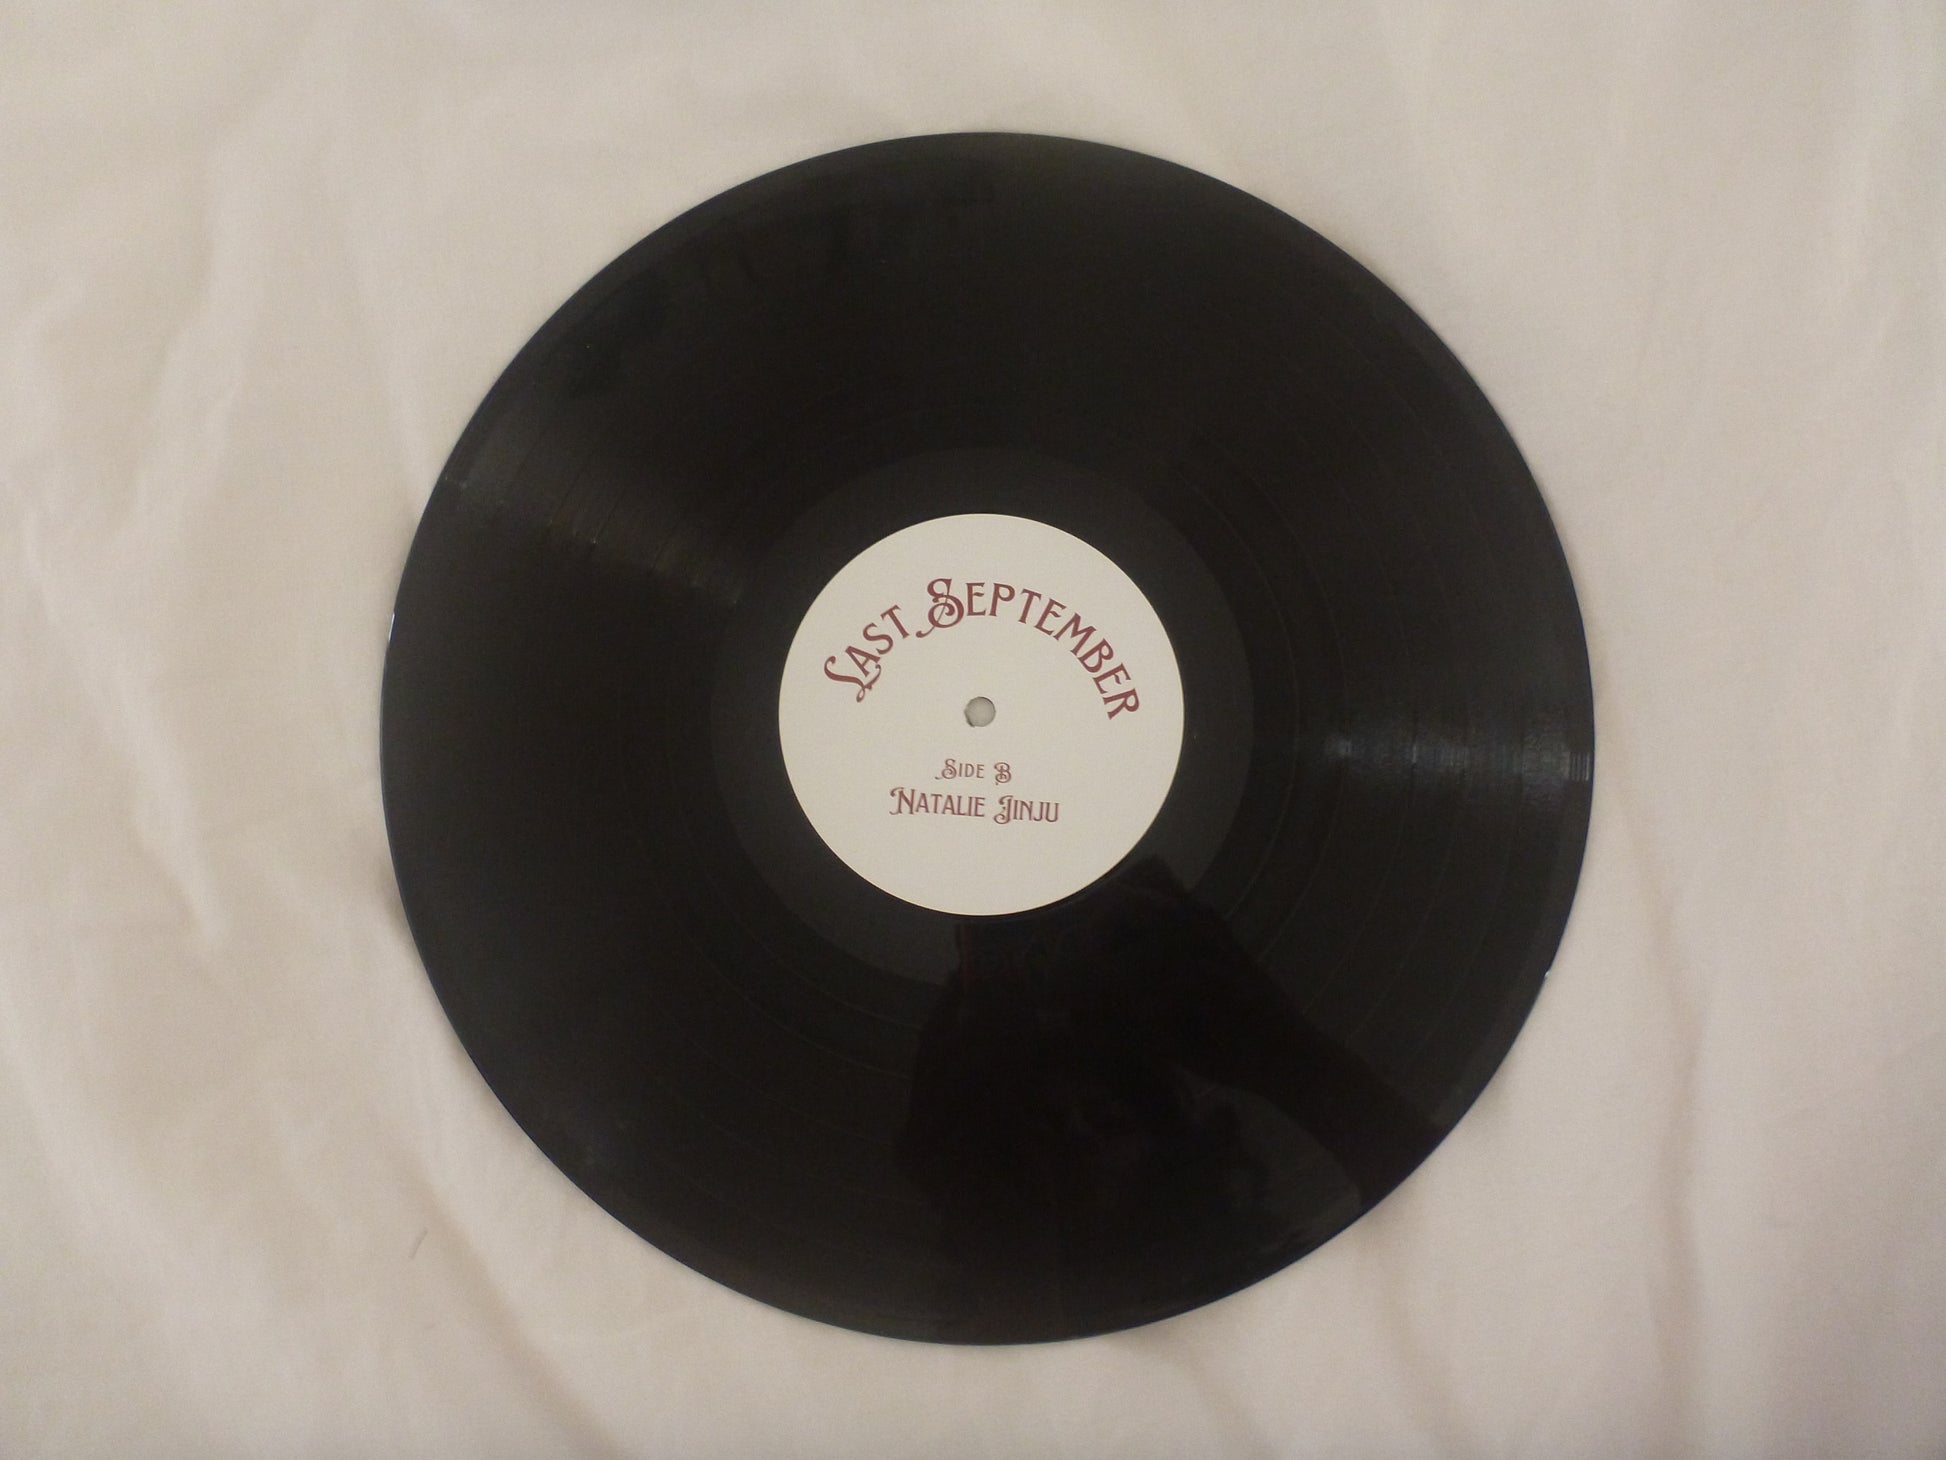 Last September
Side B
Natalie Jinju